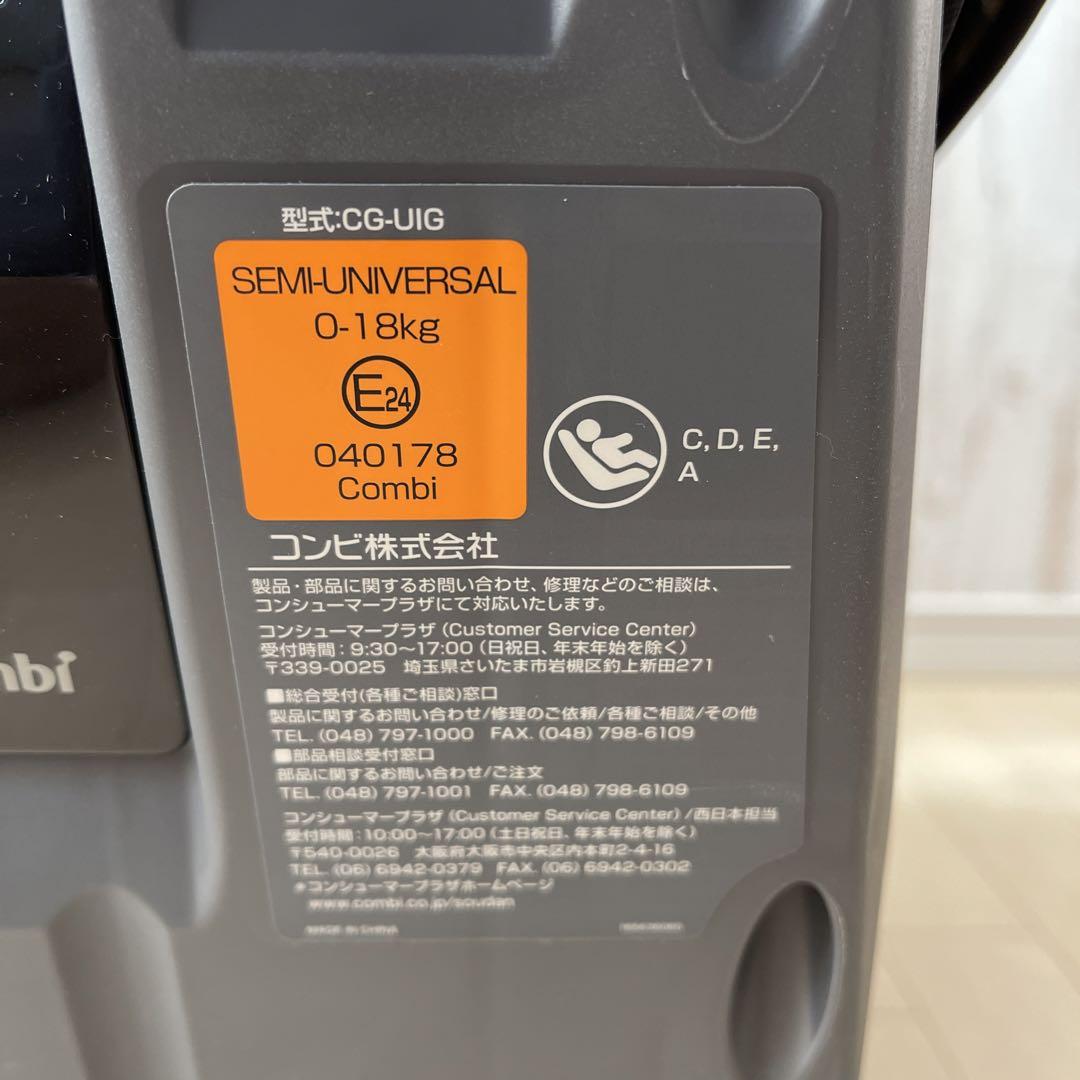 型式:CG-UIG
SEMI-UNIVERSAL
0-18kg
E24
040178
Combi
C, D, E,
A
コンビ株式会社
製品・部品に関するお問い合わせ、修理などのご相談は、
コンシューマープラザにて対応いたします。
コンシューマープラザ (Customer Service Center)
受付時間:9:30〜17:00 (日祝日、年末年始を除く)
〒339-0025 埼玉県さいたま市岩槻区釣上新田271
■総合受付(各種ご相談)窓口
製品に関するお問い合わせ/修理のご依頼/各種ご相談/その他
TEL. (048) 797-1000 FAX. (048) 798-6109
■部品相談受付窓口
部品に関するお問い合わせ/ご注文
TEL. (048) 797-1001 FAX. (048) 798-6109
コンシューマープラザ (Customer Service Center) /西日本担当
受付時間:10:00〜17:00 (土日祝日、年末年始を除く)
〒540-0026 大阪府大阪市中央区内本町2-4-16
TEL. (06) 6942-0379 FAX. (06) 6942-0302
*コンシューマープラザホームページ
www.combi.co.jp/soudan
MADE IN CHINA